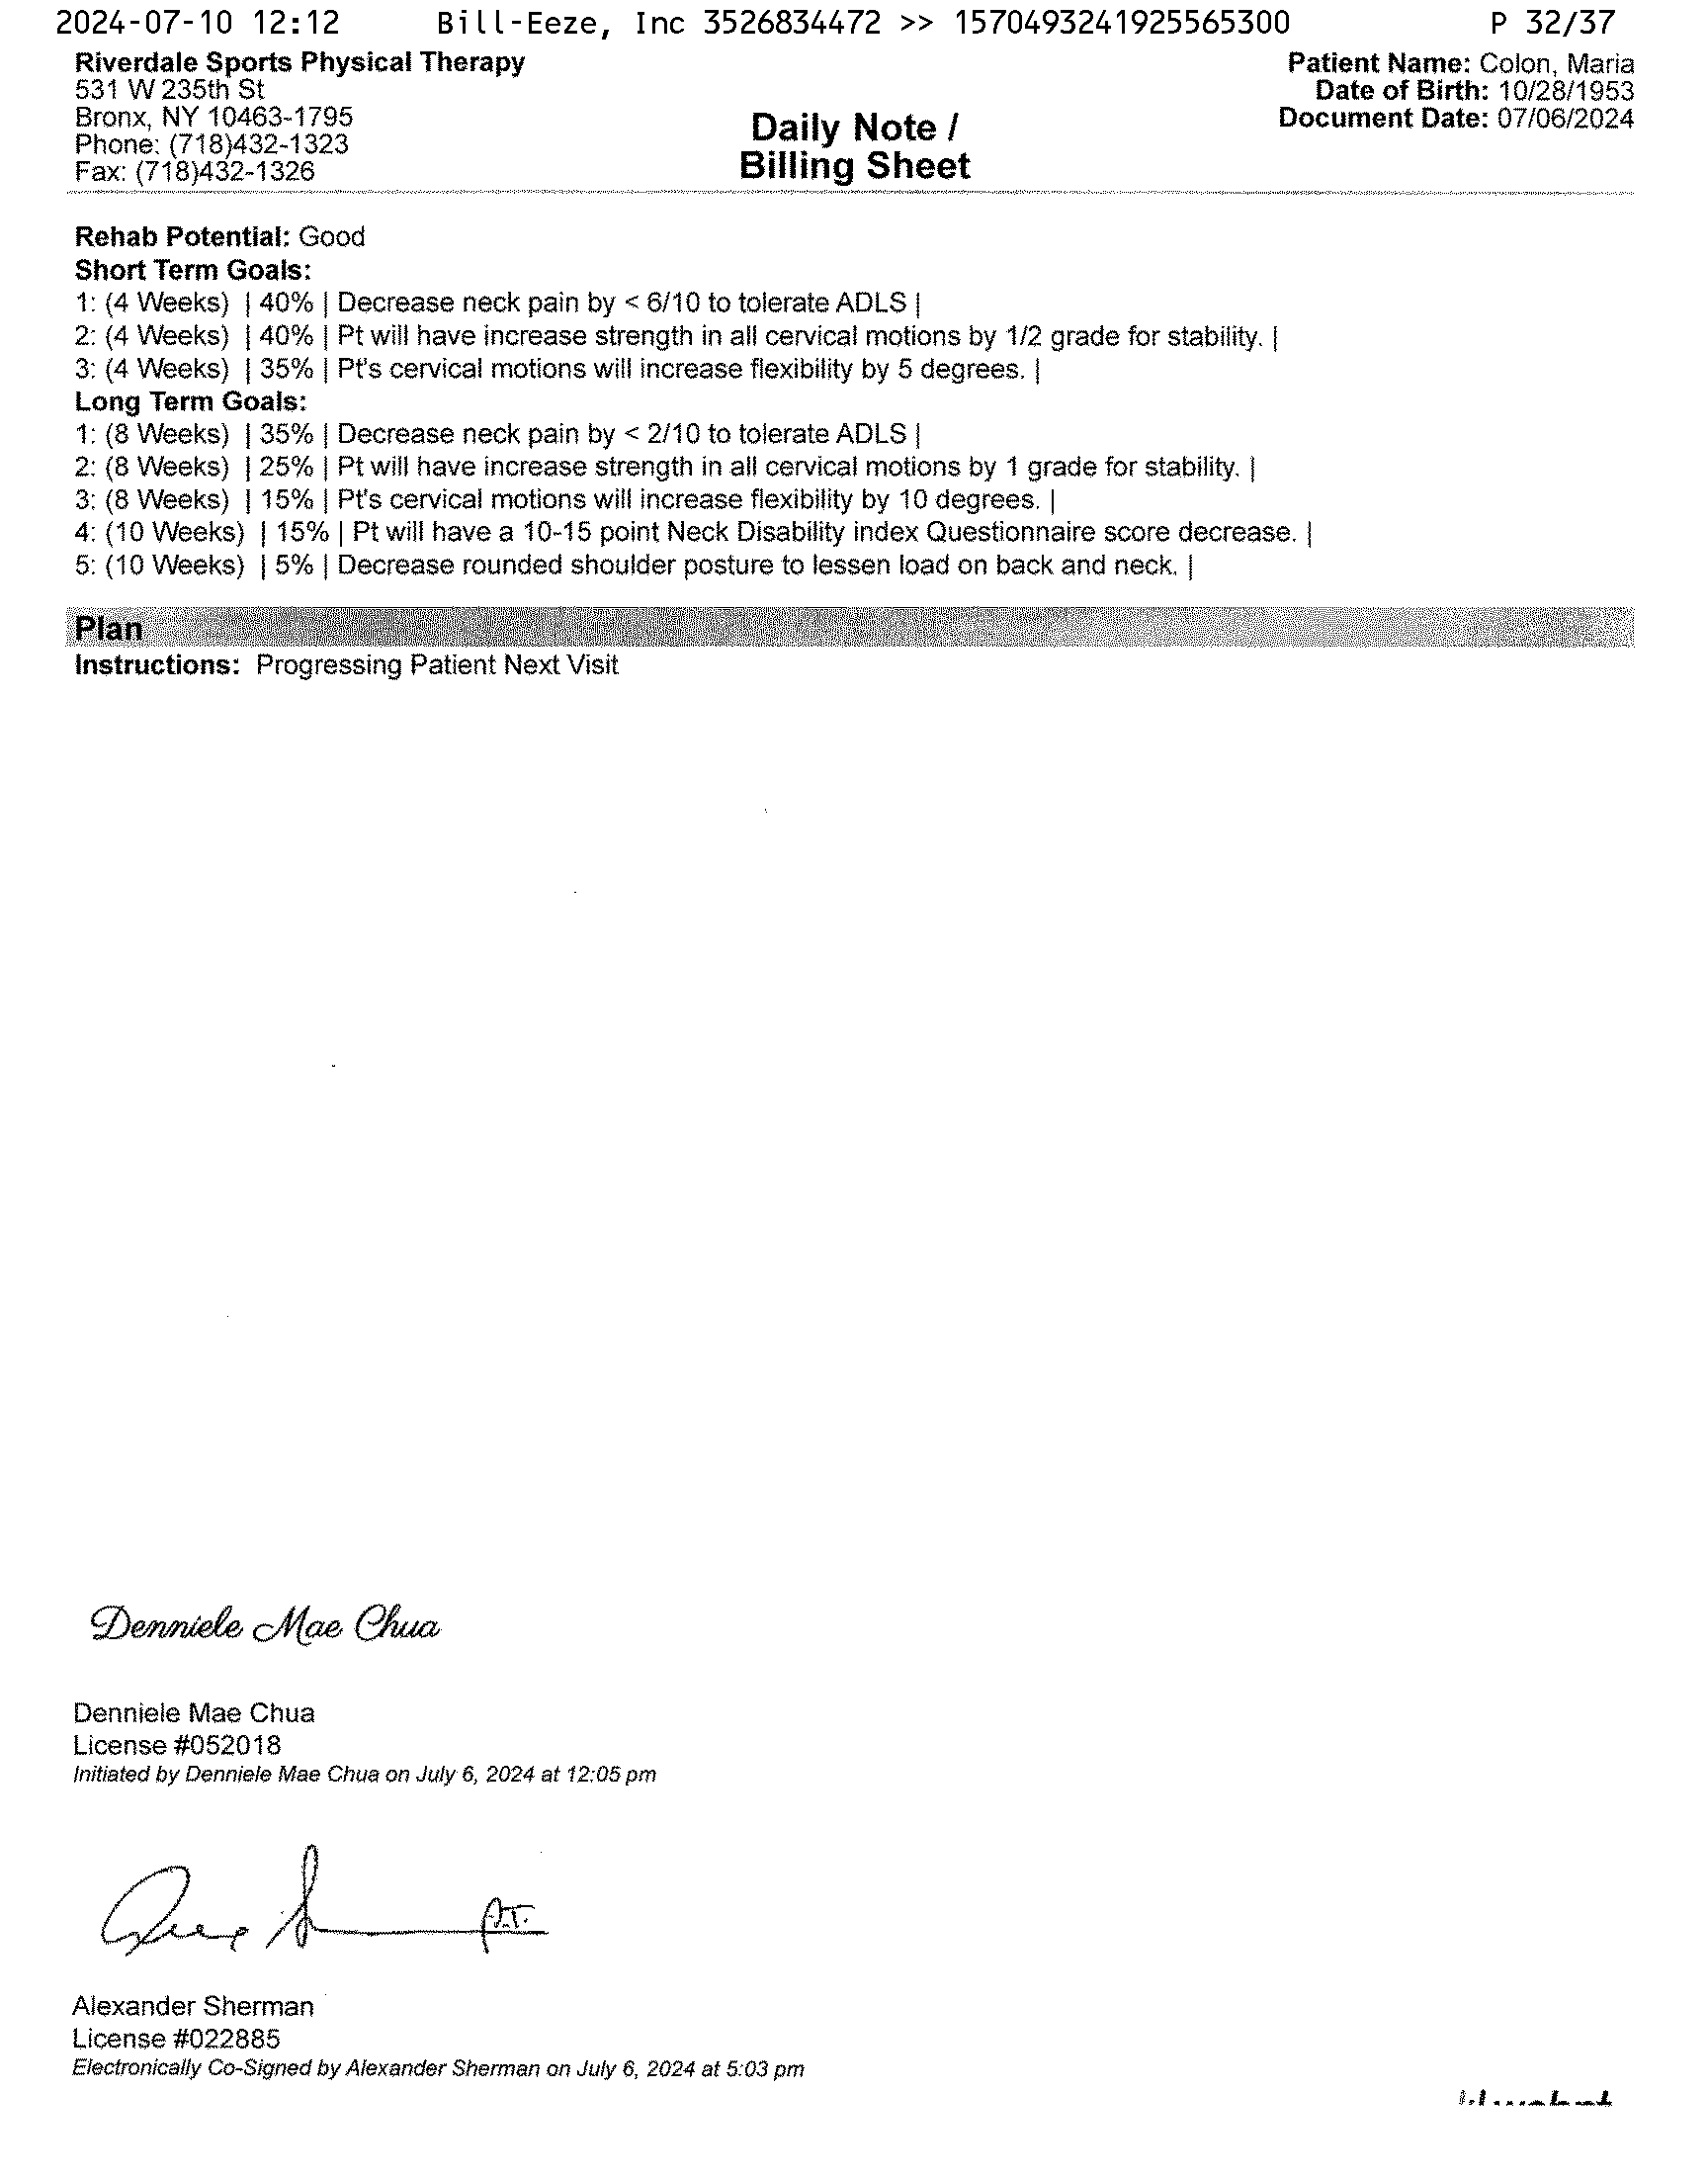 2024-07-10 12:12 Bill-Eeze, Inc 3526834472 >> 1570493241925565300 P 32/37
Riverdale Sports Physical Therapy
531 W 235th St
Bronx, NY 10463-1795
Phone: (718)432-1323
Fax: (718)432-1326
Daily Note /
Billing Sheet
Patient Name: Colon, Maria
Date of Birth: 10/28/1953
Document Date: 07/06/2024
Rehab Potential: Good
Short Term Goals:
1: (4 Weeks) | 40% | Decrease neck pain by < 6/10 to tolerate ADLS |
2: (4 Weeks) | 40% | Pt will have increase strength in all cervical motions by 1/2 grade for stability. |
3: (4 Weeks) | 35% | Pt's cervical motions will increase flexibility by 5 degrees. |
Long Term Goals:
1: (8 Weeks) | 35% | Decrease neck pain by < 2/10 to tolerate ADLS |
2: (8 Weeks) | 25% | Pt will have increase strength in all cervical motions by 1 grade for stability. |
3: (8 Weeks) | 15% | Pt's cervical motions will increase flexibility by 10 degrees. |
4: (10 Weeks) | 15% | Pt will have a 10-15 point Neck Disability index Questionnaire score decrease. |
5: (10 Weeks) | 5% | Decrease rounded shoulder posture to lessen load on back and neck. |
Plan
Instructions: Progressing Patient Next Visit
Denniele Mae Chua
Denniele Mae Chua
License #052018
Initiated by Denniele Mae Chua on July 6, 2024 at 12:05 pm
P.T.
Alexander Sherman
License #022885
Electronically Co-Signed by Alexander Sherman on July 6, 2024 at 5:03 pm